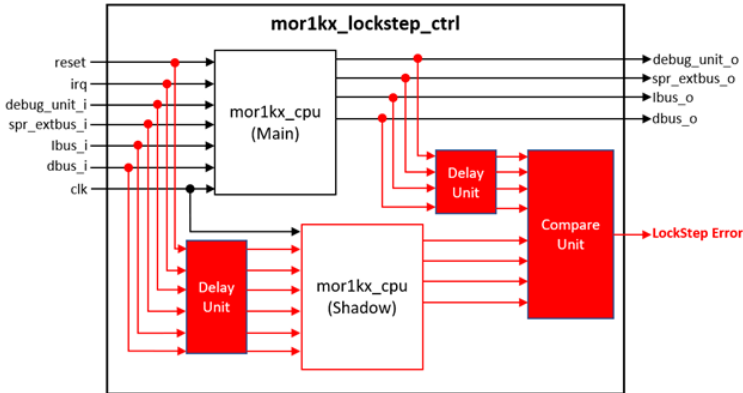 mor1kx_lockstep_ctrl
reset
irq
debug_unit_i
spr_extbus_i
Ibus_i
dbus_i
clk
mor1kx_cpu
(Main)
debug_unit_o
spr_extbus_o
Ibus_o
dbus_o
Delay
Unit
Compare
Unit
LockStep Error
Delay
Unit
mor1kx_cpu
(Shadow)